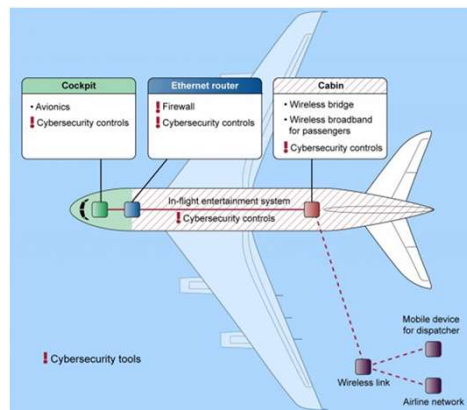 Cockpit
• Avionics
! Cybersecurity controls
Ethernet router
! Firewall
! Cybersecurity controls
Cabin
• Wireless bridge
• Wireless broadband
for passengers
! Cybersecurity controls
In-flight entertainment system
! Cybersecurity controls
! Cybersecurity tools
Mobile device
for dispatcher
Wireless link
Airline network